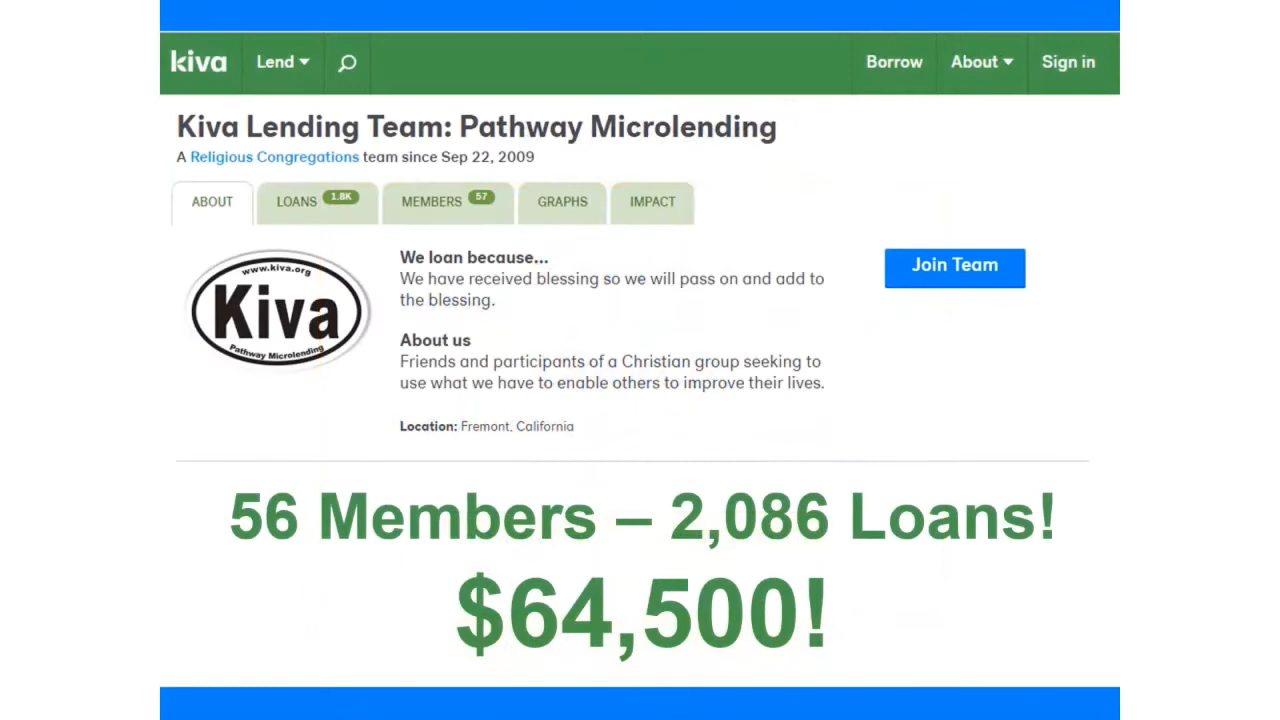 kiva Lend Borrow About Sign in
Kiva Lending Team: Pathway Microlending
A Religious Congregations team since Sep 22, 2009
ABOUT LOANS 1.8K MEMBERS 57 GRAPHS IMPACT
www.kiva.org
Kiva
Pathway Microlending
We loan because...
We have received blessing so we will pass on and add to
the blessing.
Join Team
About us
Friends and participants of a Christian group seeking to
use what we have to enable others to improve their lives.
Location: Fremont, California
56 Members – 2,086 Loans!
$64,500!